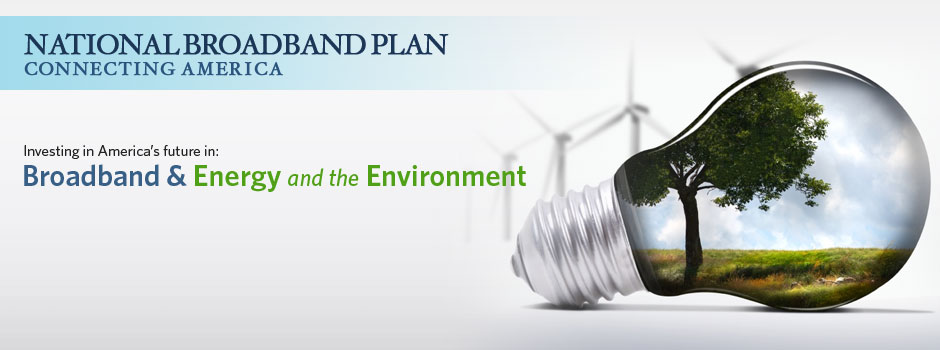 NATIONAL BROADBAND PLAN
CONNECTING AMERICA
Investing in America's future in:
Broadband & Energy and the Environment